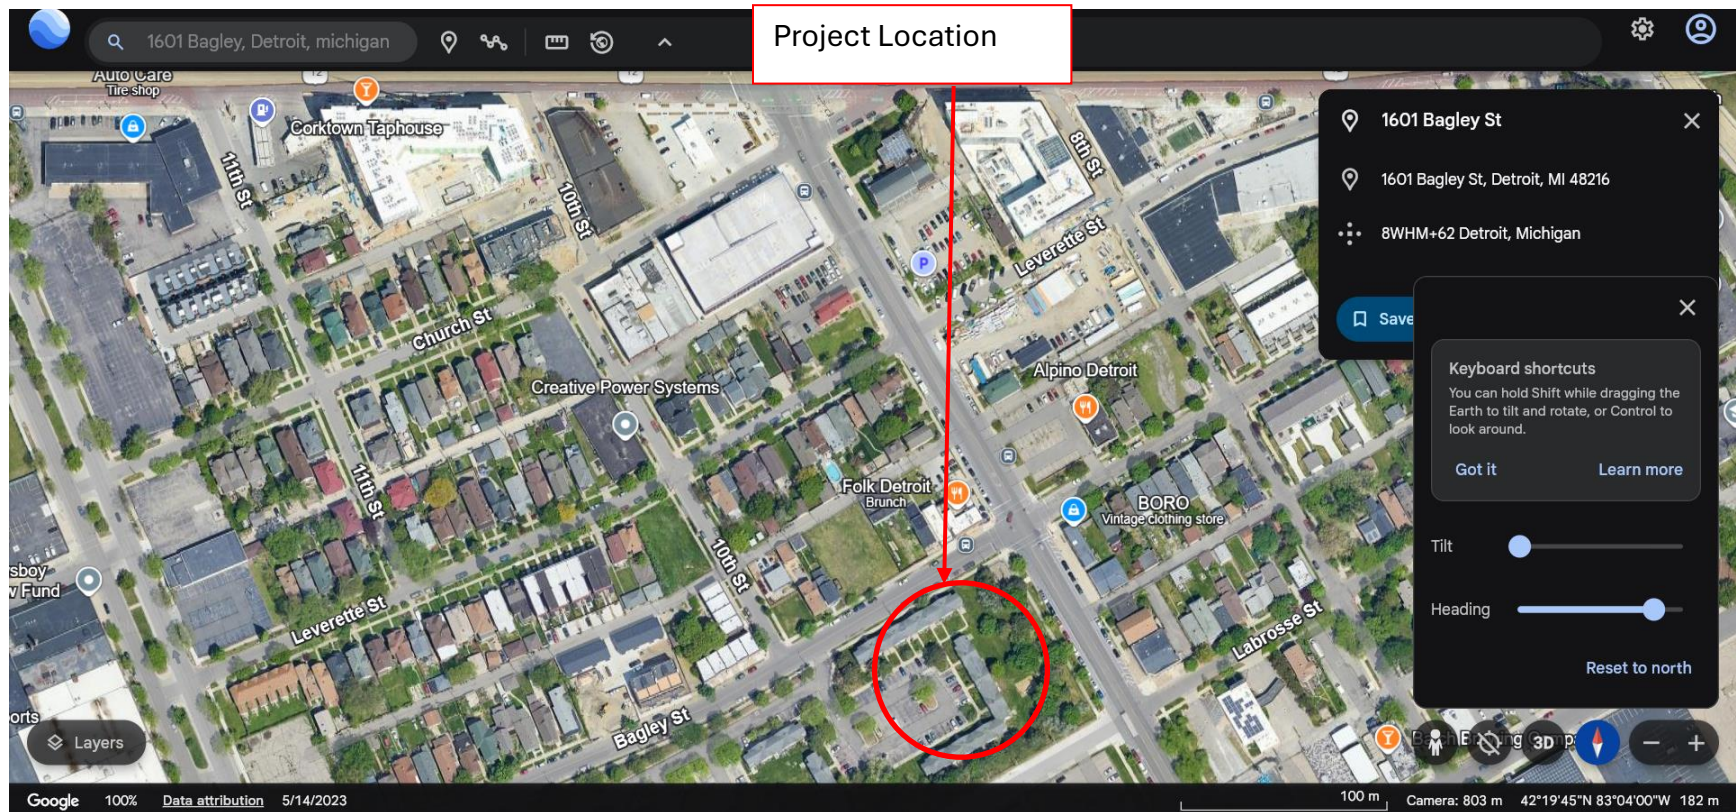 Project Location
1601 Bagley, Detroit, michigan
Auto Care
Tire shop
12
12
Corktown Taphouse
11th St
10th St
8th St
Leverette St
P
Church St
Creative Power Systems
Alpino Detroit
11th St
Folk Detroit
Brunch
BORO
Vintage clothing store
10th St
Leverette St
Labrosse St
Bagley St
sboy
Fund
orts
Layers
1601 Bagley St
1601 Bagley St, Detroit, MI 48216
8WHM+62 Detroit, Michigan
Save
Keyboard shortcuts
You can hold Shift while dragging the
Earth to tilt and rotate, or Control to
look around.
Got it
Learn more
Tilt
Heading
Reset to north
3D
Google
100%
Data attribution
5/14/2023
100 m
Camera: 803 m
42°19'45"N 83°04'00"W
182 m